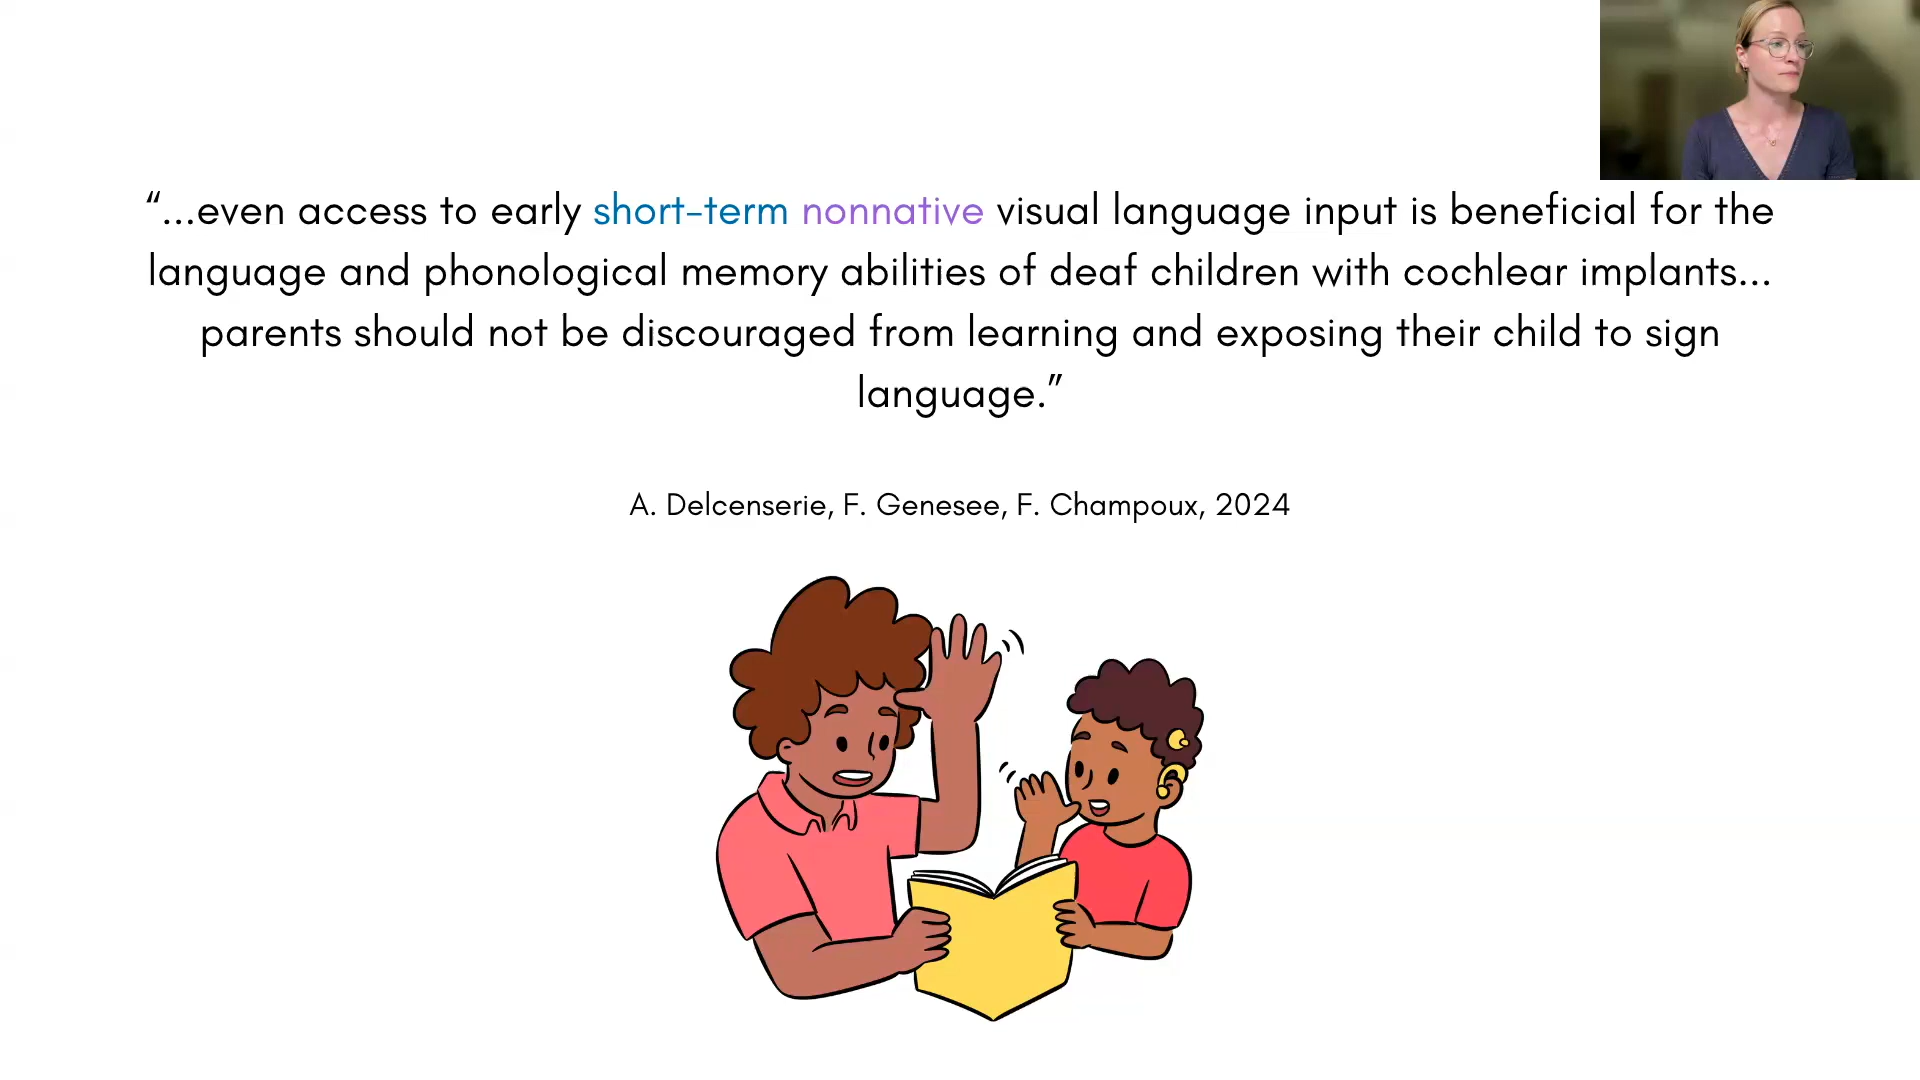 “...even access to early short-term nonnative visual language input is beneficial for the
language and phonological memory abilities of deaf children with cochlear implants...
parents should not be discouraged from learning and exposing their child to sign
language.”
A. Delcenserie, F. Genesee, F. Champoux, 2024